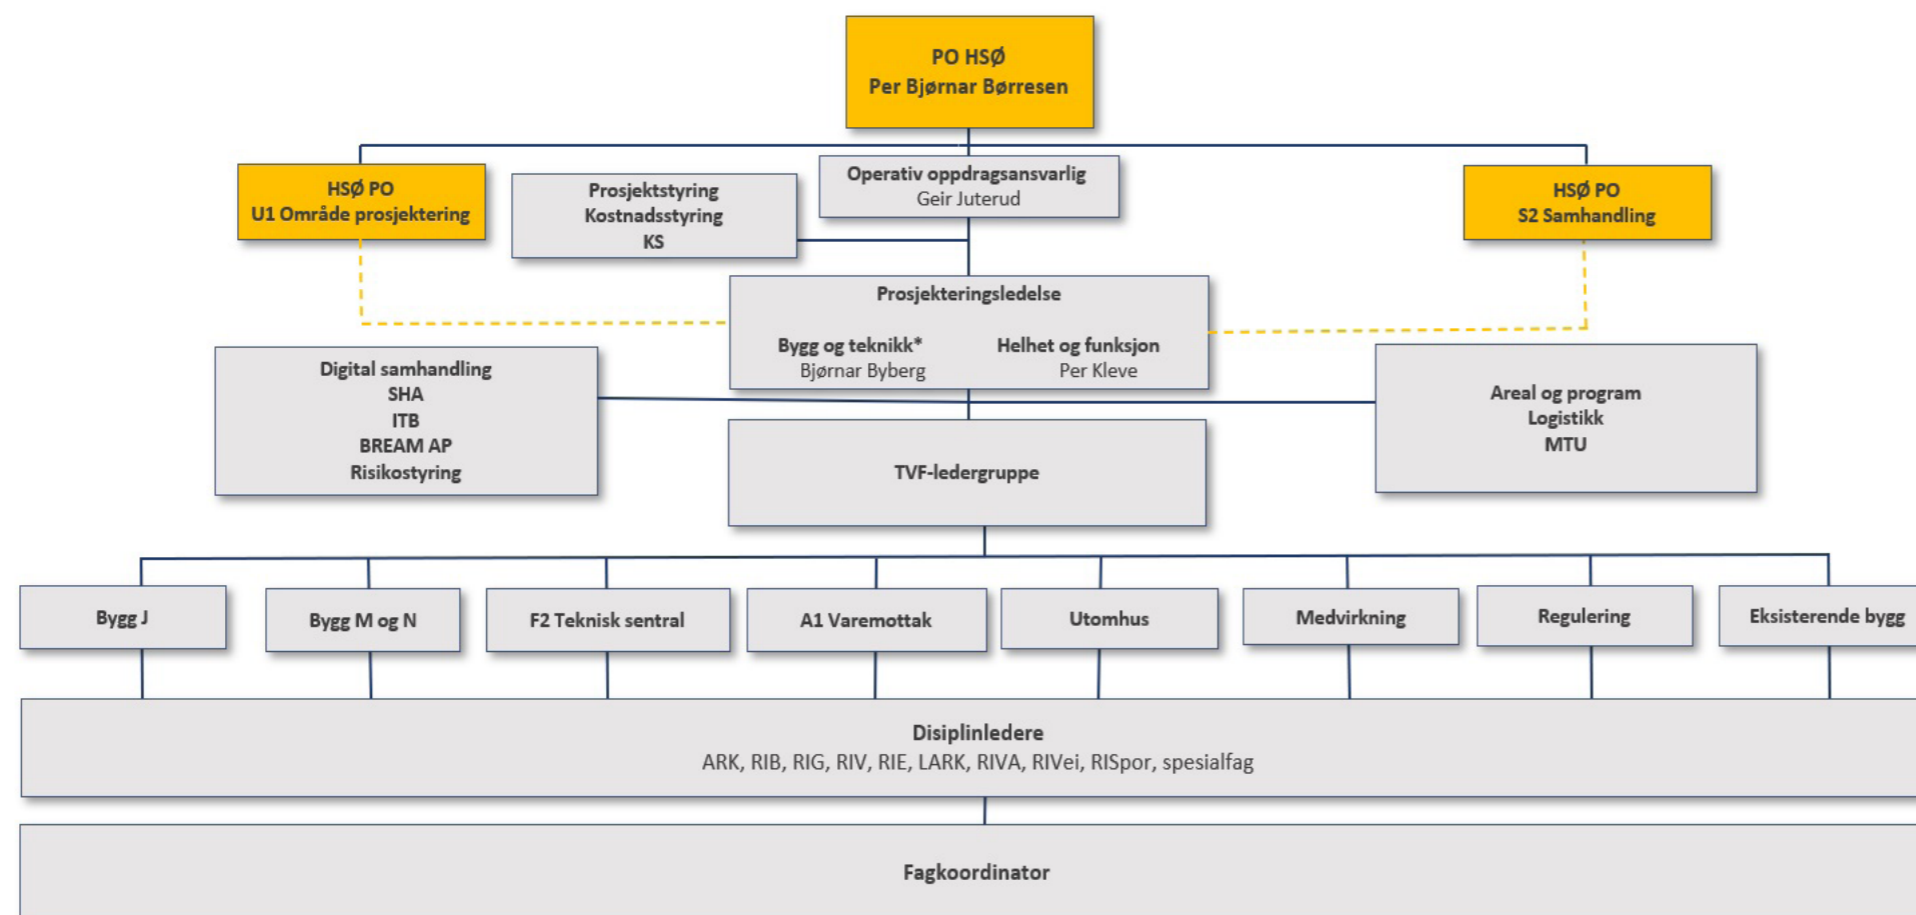 PO HSØ
Per Bjørnar Børresen
HSØ PO
U1 Område prosjektering
Prosjektstyring
Kostnadsstyring
KS
Operativ oppdragsansvarlig
Geir Juterud
HSØ PO
S2 Samhandling
Prosjekteringsledelse
Bygg og teknikk*
Bjørnar Byberg
Helhet og funksjon
Per Kleve
Digital samhandling
SHA
ITB
BREAM AP
Risikostyring
Areal og program
Logistikk
MTU
TVF-ledergruppe
Bygg J
Bygg M og N
F2 Teknisk sentral
A1 Varemottak
Utomhus
Medvirkning
Regulering
Eksisterende bygg
Disiplinledere
ARK, RIB, RIG, RIV, RIE, LARK, RIVA, RIVei, RISpor, spesialfag
Fagkoordinator